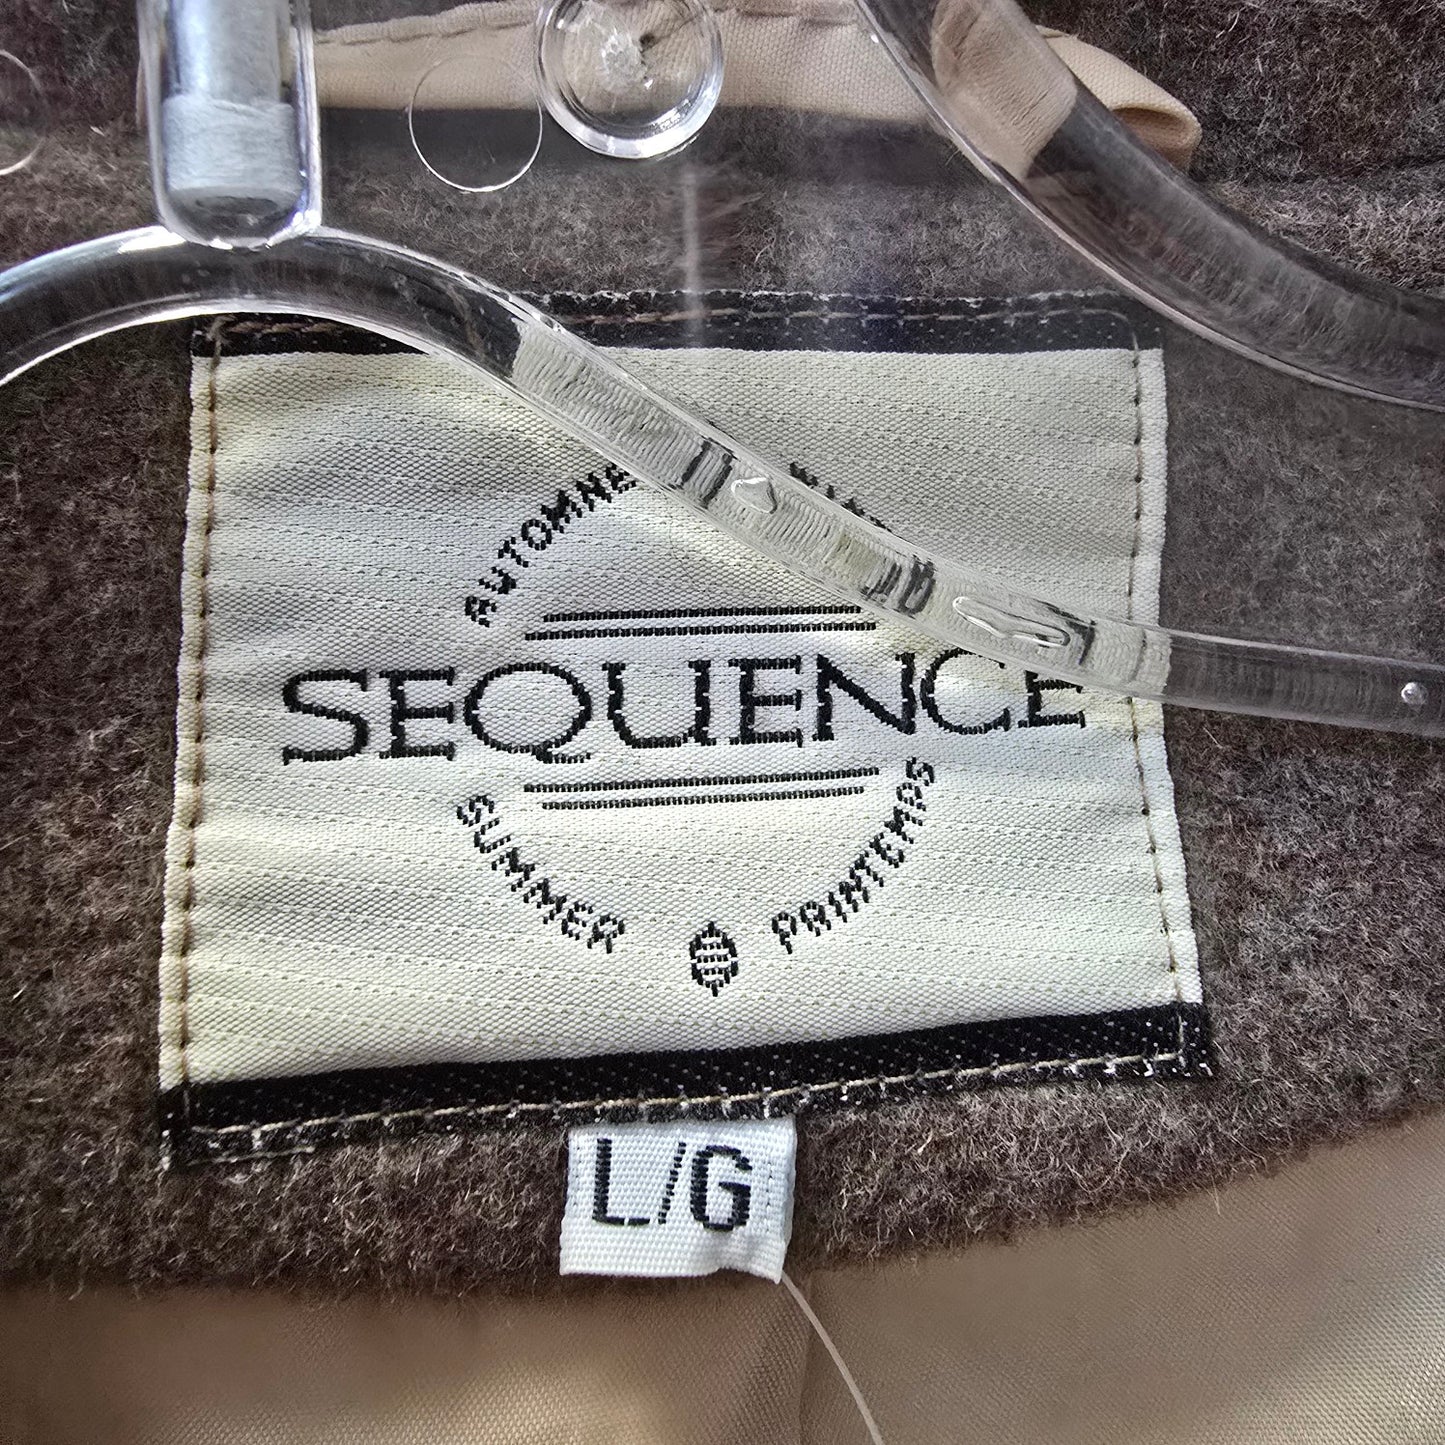 AUTOMNE
SEQUENCE
SUMMER
PRINTEMPS
L/G